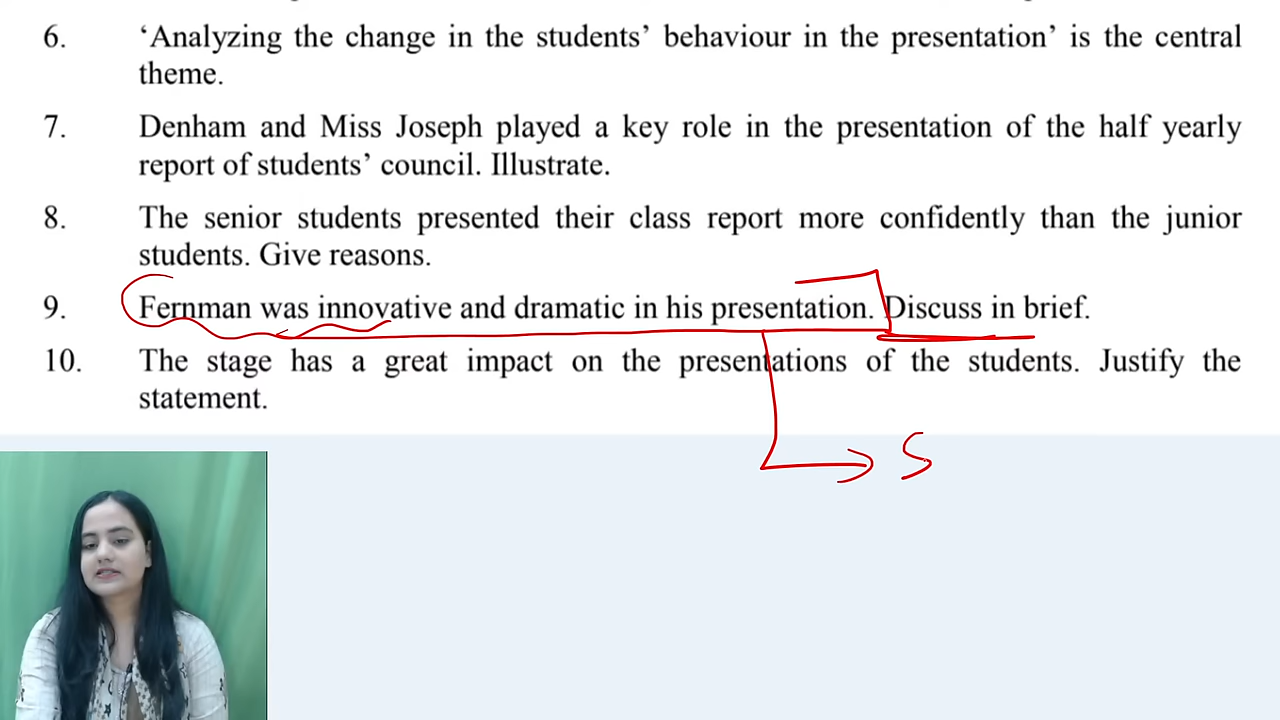 6. ‘Analyzing the change in the students’ behaviour in the presentation’ is the central
theme.
7. Denham and Miss Joseph played a key role in the presentation of the half yearly
report of students’ council. Illustrate.
8. The senior students presented their class report more confidently than the junior
students. Give reasons.
9. Fernman was innovative and dramatic in his presentation. Discuss in brief.
10. The stage has a great impact on the presentations of the students. Justify the
statement.
S